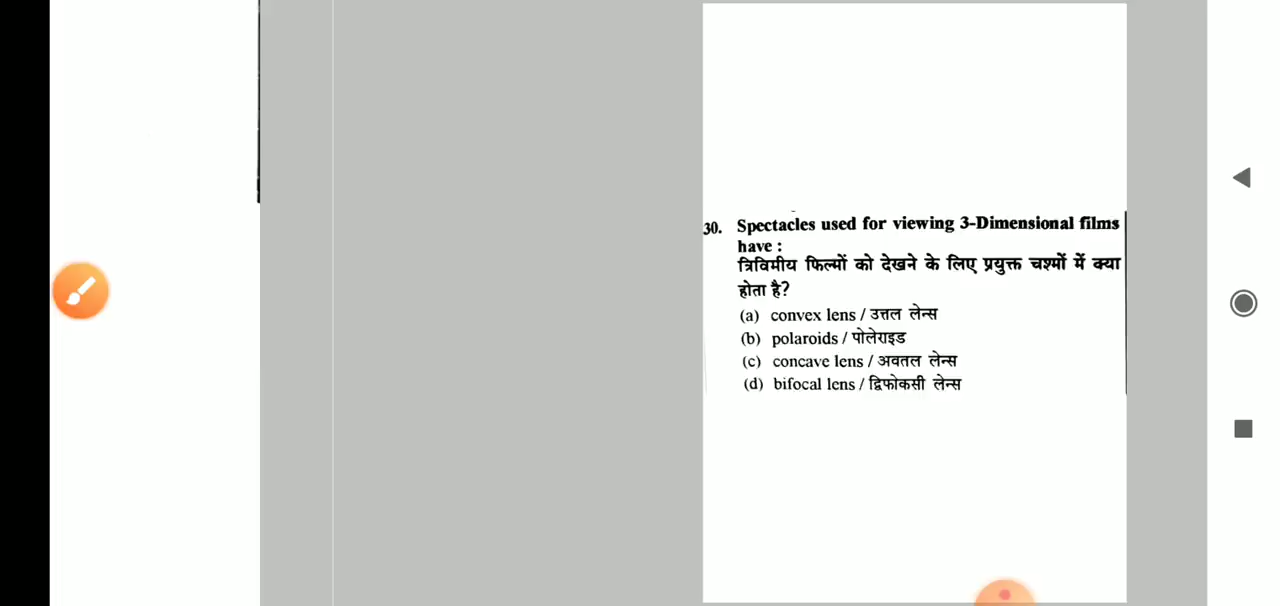 30. Spectacles used for viewing 3-Dimensional films
have :
त्रिविमीय फिल्मों को देखने के लिए प्रयुक्त चश्मों में क्या
होता है?
(a) convex lens / उत्तल लेन्स
(b) polaroids / पोलेराइड
(c) concave lens / अवतल लेन्स
(d) bifocal lens / द्विफोकसी लेन्स